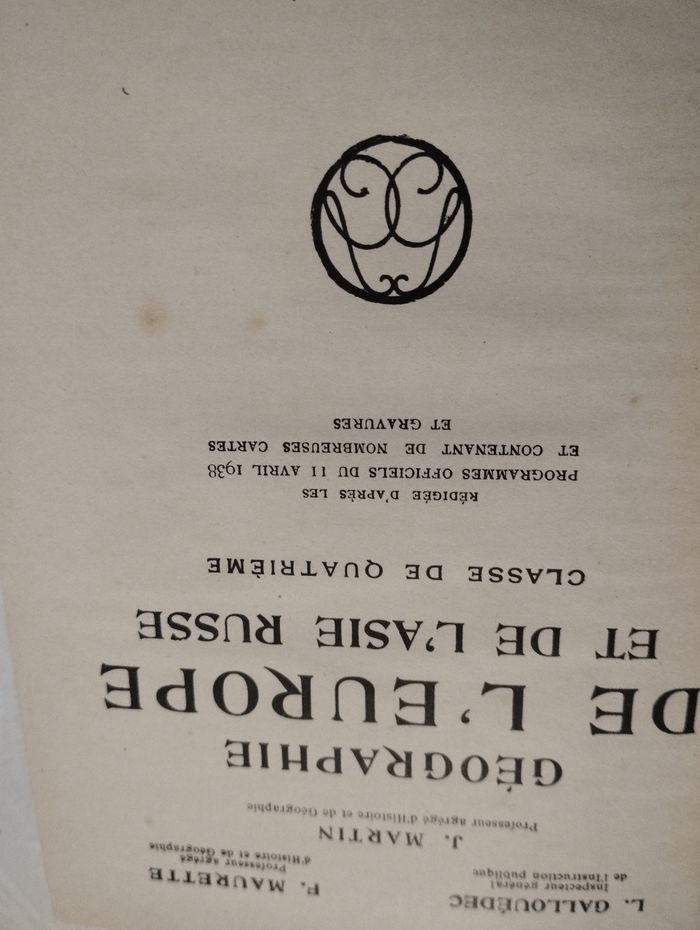 L. GALLOUÉDEC
Inspecteur général
de l'Instruction publique
F. MAURETTE
Professeur agrégé
d'Histoire et de Géographie
J. MARTIN
Professeur agrégé d'Histoire et de Géographie
GÉOGRAPHIE
DE L'EUROPE
ET DE L'ASIE RUSSE
CLASSE DE QUATRIÈME
RÉDIGÉE D'APRÈS LES
PROGRAMMES OFFICIELS DU 11 AVRIL 1938
ET CONTENANT DE NOMBREUSES CARTES
ET GRAVURES